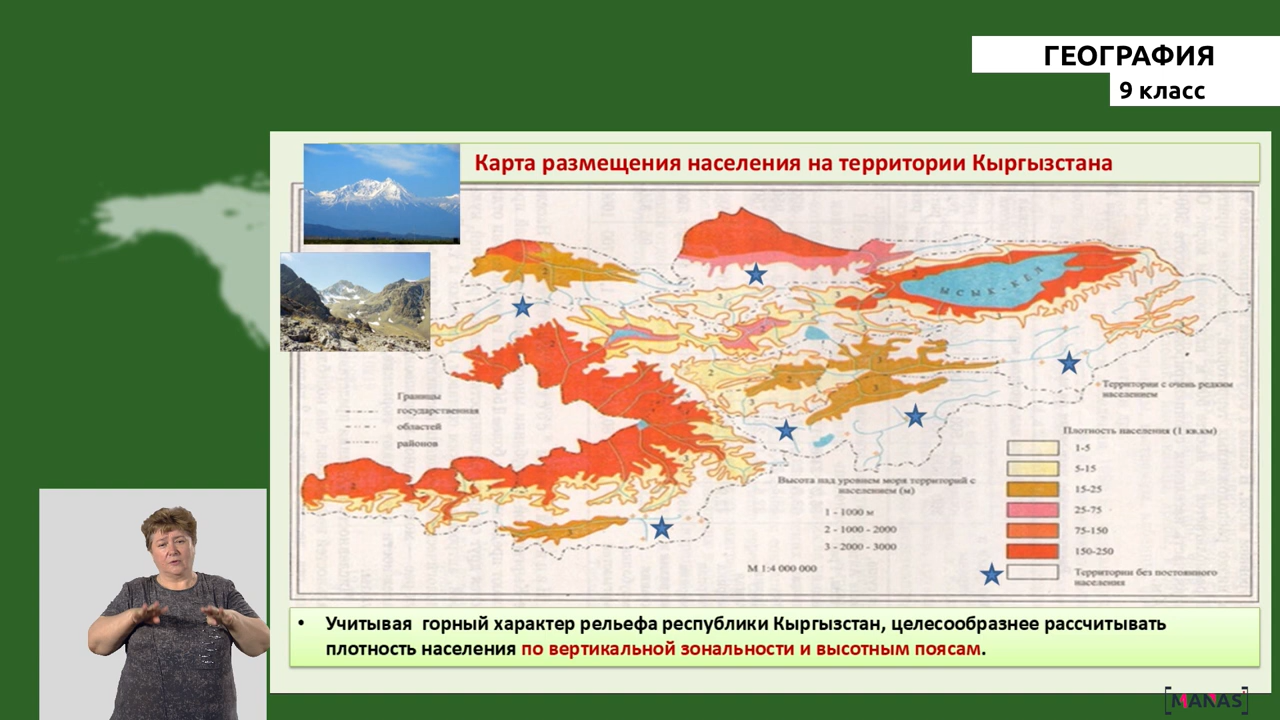 ГЕОГРАФИЯ
9 класс
Карта размещения населения на территории Кыргызстана
ЫСЫК-КӨЛ
Территории с очень редким
населением
Границы
государственная
областей
районов
Плотность населения (1 кв.км)
1-5
5-15
15-25
25-75
75-150
150-250
Территории без постоянного
населения
Высота над уровнем моря территорий с
населением (м)
1 - 1000 м
2 - 1000 - 2000
3 - 2000 - 3000
М 1:4 000 000
• Учитывая горный характер рельефа республики Кыргызстан, целесообразнее рассчитывать
плотность населения по вертикальной зональности и высотным поясам.
[MANAS]